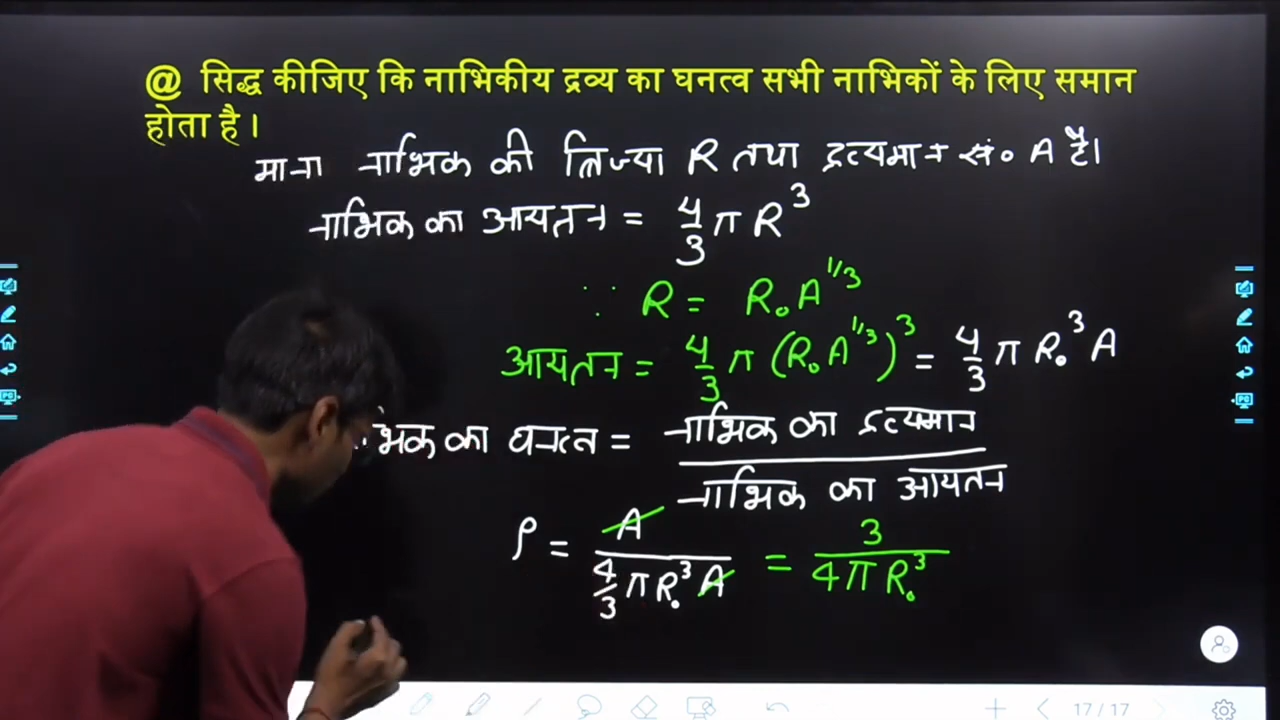 @ सिद्ध कीजिए कि नाभिकीय द्रव्य का घनत्व सभी नाभिकों के लिए समान
होता है।
माना नाभिक की त्रिज्या R तथा द्रव्यमान सं० A है।
नाभिक का आयतन = 4/3 π R³
∵ R = R₀A^1/3
आयतन = 4/3 π (R₀A^1/3)³ = 4/3 π R₀³ A
भिक का घनत्व = नाभिक का द्रव्यमान / नाभिक का आयतन
ρ = A / 4/3 π R₀³ A = 3 / 4π R₀³
17 / 17